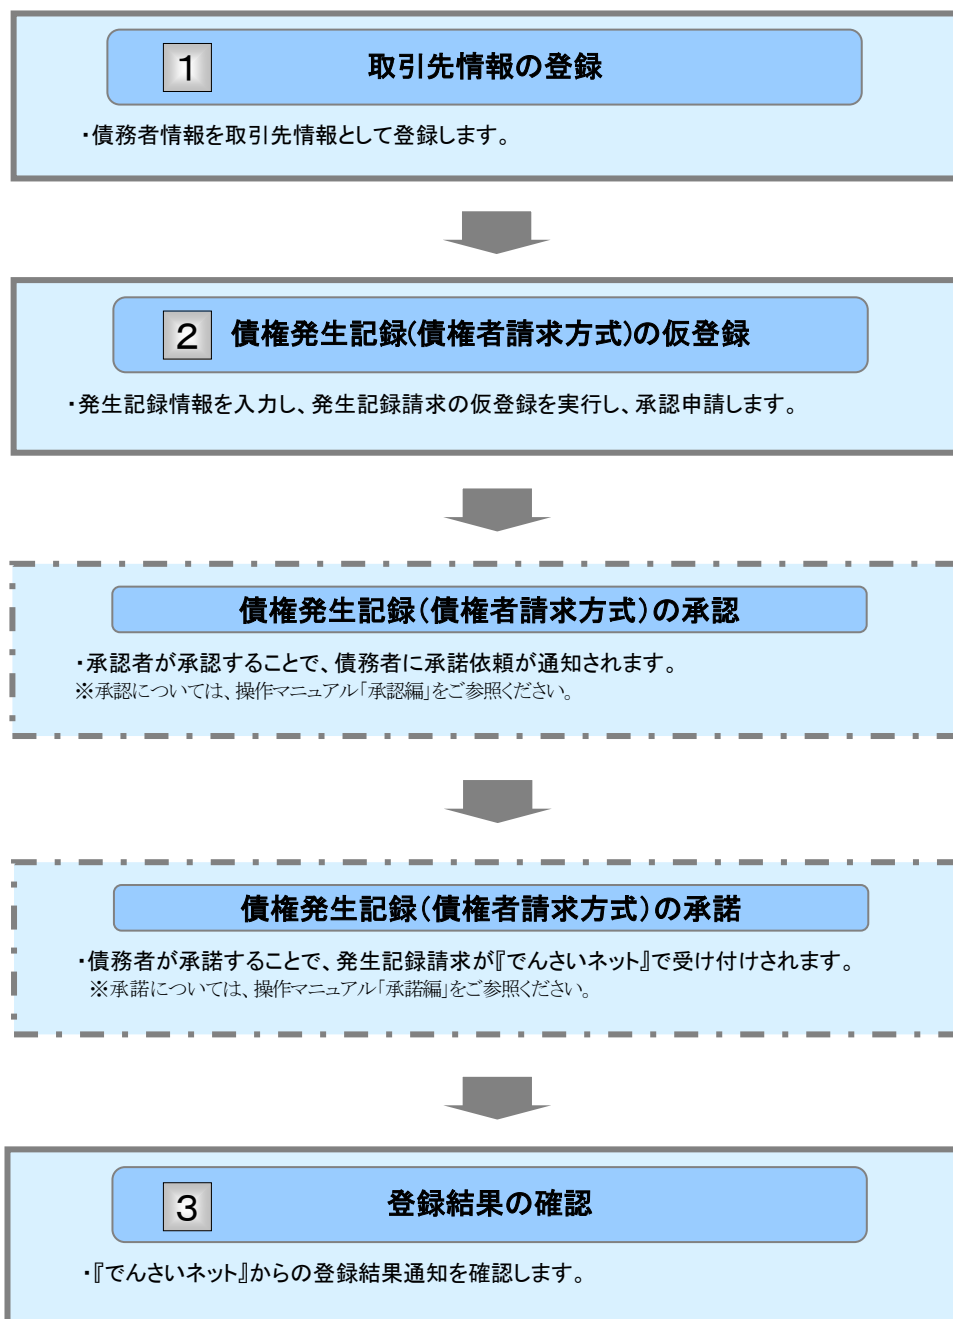 1 取引先情報の登録
・債務者情報を取引先情報として登録します。
2 債権発生記録(債権者請求方式)の仮登録
・発生記録情報を入力し、発生記録請求の仮登録を実行し、承認申請します。
債権発生記録（債権者請求方式）の承認
・承認者が承認することで、債務者に承諾依頼が通知されます。
※承認については、操作マニュアル「承認編」をご参照ください。
債権発生記録（債権者請求方式）の承諾
・債務者が承諾することで、発生記録請求が『でんさいネット』で受け付けされます。
※承諾については、操作マニュアル「承諾編」をご参照ください。
3 登録結果の確認
・『でんさいネット』からの登録結果通知を確認します。